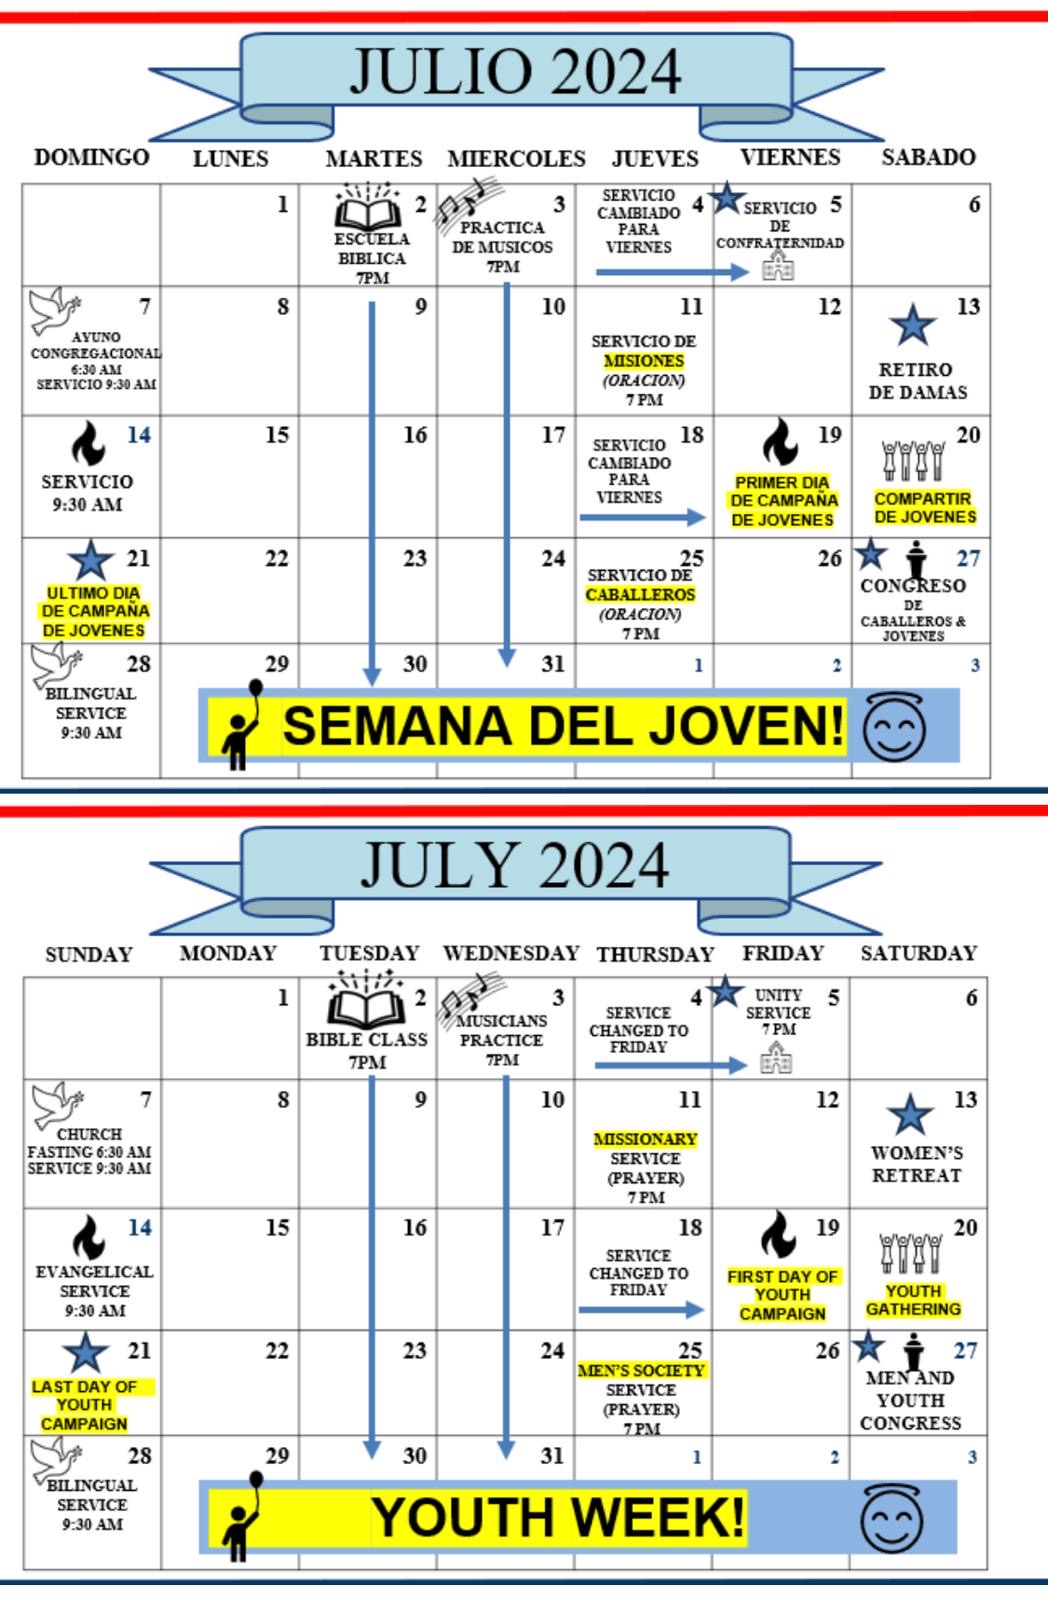 JULIO 2024
DOMINGO LUNES MARTES MIERCOLES JUEVES VIERNES SABADO
1
2
ESCUELA
BIBLICA
7PM
3
PRACTICA
DE MUSICOS
7PM
4
SERVICIO
CAMBIADO
PARA
VIERNES
5
SERVICIO
DE
CONFRATERNIDAD
6
7
AYUNO
CONGREGACIONAL
6:30 AM
SERVICIO 9:30 AM
8
9
10
11
SERVICIO DE
MISIONES
(ORACION)
7 PM
12
13
RETIRO
DE DAMAS
14
SERVICIO
9:30 AM
15
16
17
18
SERVICIO
CAMBIADO
PARA
VIERNES
19
PRIMER DIA
DE CAMPAÑA
DE JOVENES
20
COMPARTIR
DE JOVENES
21
ULTIMO DIA
DE CAMPAÑA
DE JOVENES
22
23
24
25
SERVICIO DE
CABALLEROS
(ORACION)
7 PM
26
27
CONGRESO
DE
CABALLEROS &
JOVENES
28
BILINGUAL
SERVICE
9:30 AM
29
30
31
1
2
3
SEMANA DEL JOVEN!
JULY 2024
SUNDAY MONDAY TUESDAY WEDNESDAY THURSDAY FRIDAY SATURDAY
1
2
BIBLE CLASS
7PM
3
MUSICIANS
PRACTICE
7PM
4
SERVICE
CHANGED TO
FRIDAY
5
UNITY
SERVICE
7 PM
6
7
CHURCH
FASTING 6:30 AM
SERVICE 9:30 AM
8
9
10
11
MISSIONARY
SERVICE
(PRAYER)
7 PM
12
13
WOMEN'S
RETREAT
14
EVANGELICAL
SERVICE
9:30 AM
15
16
17
18
SERVICE
CHANGED TO
FRIDAY
19
FIRST DAY OF
YOUTH
CAMPAIGN
20
YOUTH
GATHERING
21
LAST DAY OF
YOUTH
CAMPAIGN
22
23
24
25
MEN'S SOCIETY
SERVICE
(PRAYER)
7 PM
26
27
MEN AND
YOUTH
CONGRESS
28
BILINGUAL
SERVICE
9:30 AM
29
30
31
1
2
3
YOUTH WEEK!